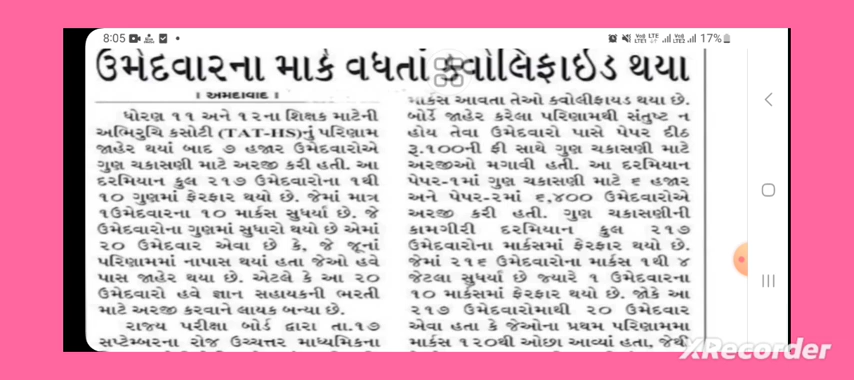 8:05
Vo)) LTE LTE1 Vo)) LTE2 17%
ઉમેદવારના માર્ક વધતાં ક્વોલિફાઇડ થયા
। અમદાવાદ ।
ધોરણ ૧૧ અને ૧૨ના શિક્ષક માટેની
અભિરુચિ કસોટી (TAT-HS)નું પરિણામ
જાહેર થયાં બાદ ૭ હજાર ઉમેદવારોએ
ગુણ ચકાસણી માટે અરજી કરી હતી. આ
દરમિયાન કુલ ૨૧૭ ઉમેદવારોના ૧થી
૧૦ ગુણમાં ફેરફાર થયો છે. જેમાં માત્ર
૧ઉમેદવારના ૧૦ માર્કસ સુધર્યા છે. જે
ઉમેદવારોના ગુણમાં સુધારો થયો છે એમાં
૨૦ ઉમેદવાર એવા છે કે, જે જૂનાં
પરિણામમાં નાપાસ થયાં હતા જેઓ હવે
પાસ જાહેર થયા છે. એટલે કે આ ૨૦
ઉમેદવારો હવે જ્ઞાન સહાયકની ભરતી
માટે અરજી કરવાને લાયક બન્યા છે.
રાજ્ય પરીક્ષા બોર્ડ દ્વારા તા.૧૭
સપ્ટેમ્બરના રોજ ઉચ્ચત્તર માધ્યમિકના
માર્કસ આવતા તેઓ ક્વોલીફાયડ થયા છે.
બોર્ડે જાહેર કરેલા પરિણામથી સંતુષ્ટ ન
હોય તેવા ઉમેદવારો પાસે પેપર દીઠ
રૂ.૧૦૦ની ફી સાથે ગુણ ચકાસણી માટે
અરજીઓ મગાવી હતી. આ દરમિયાન
પેપર-૧માં ગુણ ચકાસણી માટે ૬ હજાર
અને પેપર-૨માં ૬,૪૦૦ ઉમેદવારોએ
અરજી કરી હતી. ગુણ ચકાસણીની
કામગીરી દરમિયાન કુલ ૨૧૭
ઉમેદવારોના માર્કસમાં ફેરફાર થયો છે.
જેમાં ૨૧૬ ઉમેદવારોના માર્કસ ૧થી ૪
જેટલા સુધર્યાં છે જ્યારે ૧ ઉમેદવારના
૧૦ માર્કસમાં ફેરફાર થયો છે. જોકે આ
૨૧૭ ઉમેદવારોમાથી ૨૦ ઉમેદવાર
એવા હતા કે જેઓના પ્રથમ પરિણામમા
માર્કસ ૧૨૦થી ઓછા આવ્યાં હતા, જેથી
XRecorder